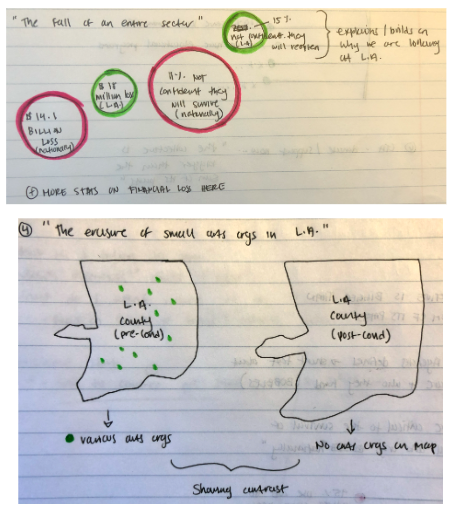 "The Fall of an entire sector"
15%
not confident they
(L.A)
will reopen
explains / builds on
why we are looking
at L.A.
$18
million loss
(L.A.)
11% Not
confident they
will survive
(nationally)
$14.1
BILLION
LOSS
(nationally)
+ MORE STATS ON FINANCIAL LOSS HERE
4 "The erasure of small arts orgs in L.A."
L.A.
County
(pre-covid)
L.A
County
(post-covid)
various arts orgs
No arts orgs on map
Showing contrast